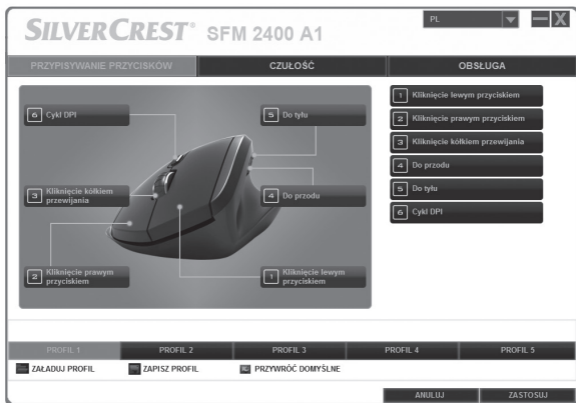 SILVERCREST® SFM 2400 A1
PL
PRZYPISYWANIE PRZYCISKÓW
CZUŁOŚĆ
OBSŁUGA
6 Cykl DPI
5 Do tyłu
3 Kliknięcie kółkiem
przewijania
4 Do przodu
2 Kliknięcie prawym
przyciskiem
1 Kliknięcie lewym
przyciskiem
1 Kliknięcie lewym przyciskiem
2 Kliknięcie prawym przyciskiem
3 Kliknięcie kółkiem przewijania
4 Do przodu
5 Do tyłu
6 Cykl DPI
PROFIL 1
PROFIL 2
PROFIL 3
PROFIL 4
PROFIL 5
ZAŁADUJ PROFIL
ZAPISZ PROFIL
PRZYWRÓĆ DOMYŚLNE
ANULUJ
ZASTOSUJ